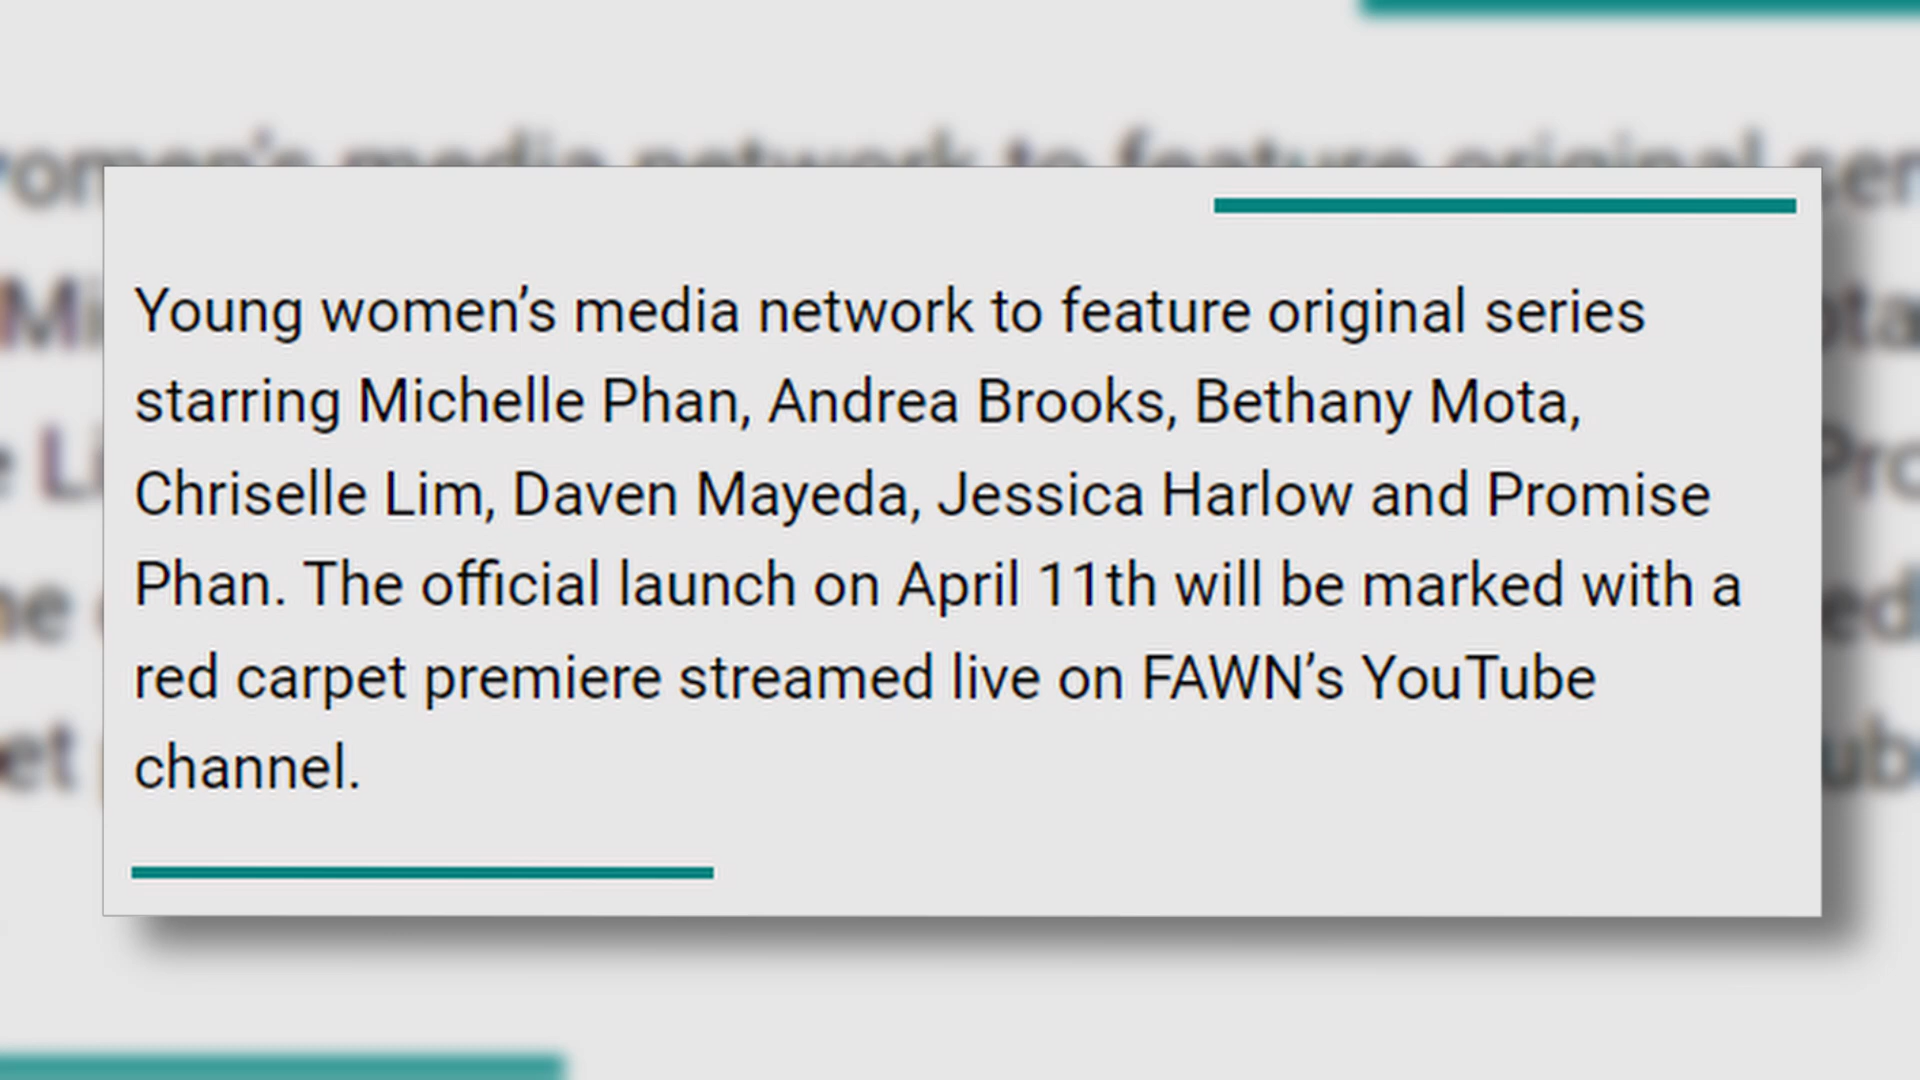 Young women’s media network to feature original series
starring Michelle Phan, Andrea Brooks, Bethany Mota,
Chriselle Lim, Daven Mayeda, Jessica Harlow and Promise
Phan. The official launch on April 11th will be marked with a
red carpet premiere streamed live on FAWN’s YouTube
channel.